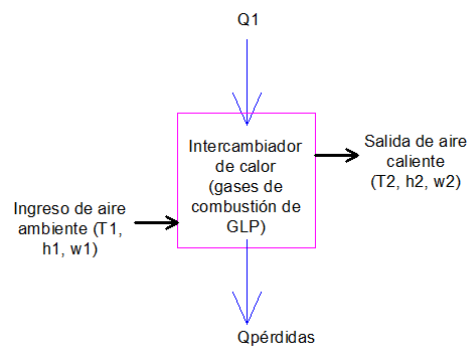 Q1
Intercambiador
de calor
(gases de
combustión de
GLP)
Salida de aire
caliente
(T2, h2, w2)
Ingreso de aire
ambiente (T1,
h1, w1)
Qpérdidas